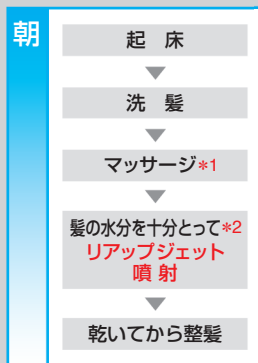 朝
起 床
洗 髪
マッサージ*1
髪の水分を十分とって*2
リアップジェット
噴 射
乾いてから整髪